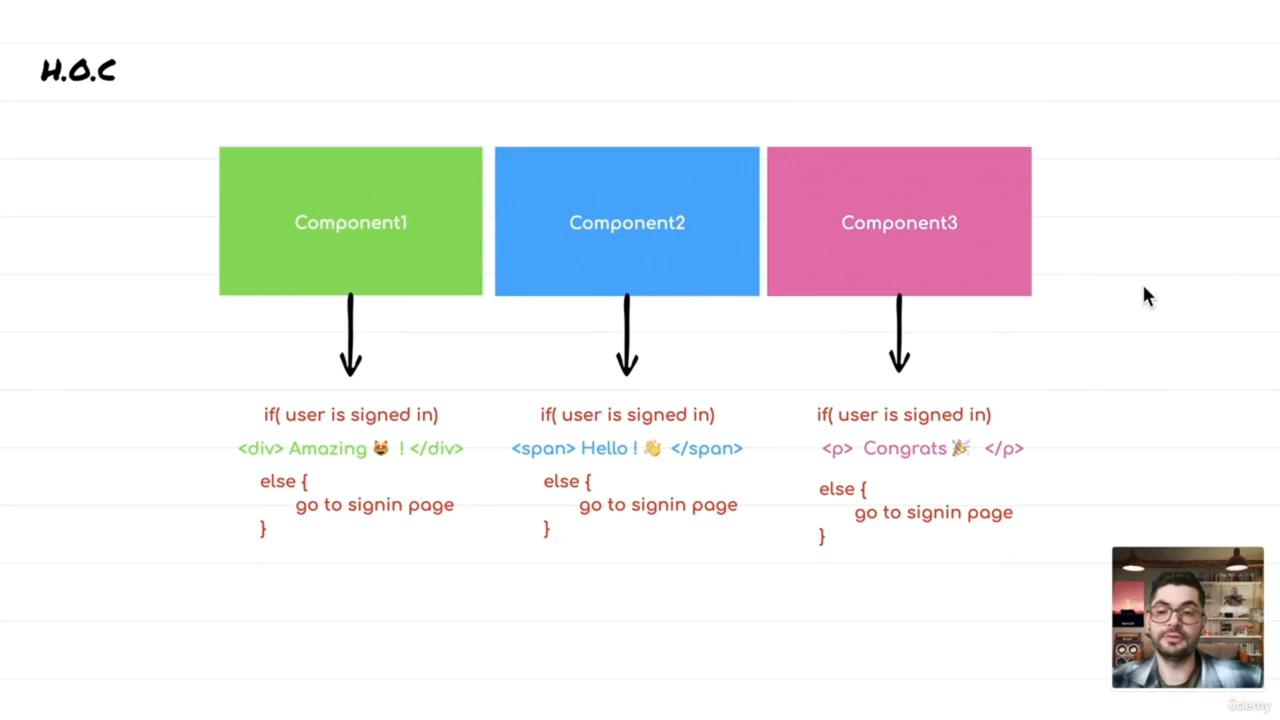 H.O.C
Component1
Component2
Component3
if( user is signed in)
<div> Amazing 😻 ! </div>
else {
go to signin page
}
if( user is signed in)
<span> Hello ! 👋 </span>
else {
go to signin page
}
if( user is signed in)
<p> Congrats 🎉 </p>
else {
go to signin page
}
ûdemy